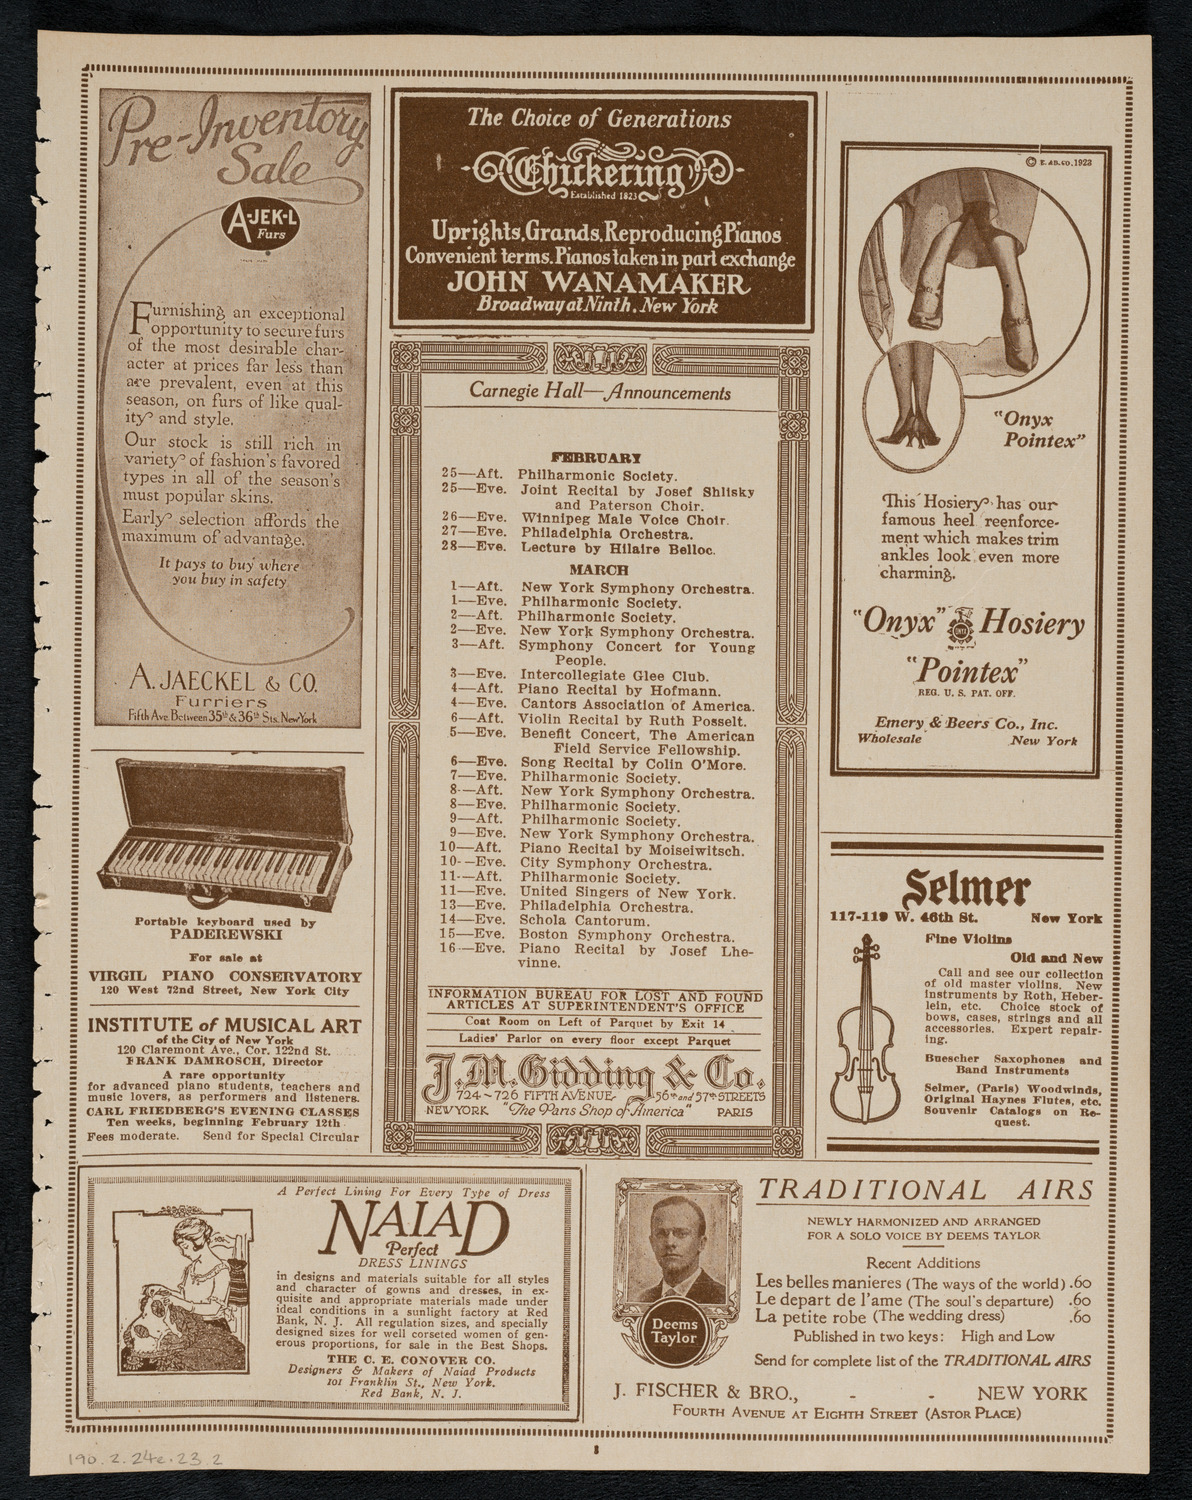 Pre-Inventory
Sale
A-JEK-L
Furs
TRADE MARK
Furnishing an exceptional
opportunity to secure furs
of the most desirable char-
acter at prices far less than
are prevalent, even at this
season, on furs of like qual-
ity and style.
Our stock is still rich in
variety of fashion's favored
types in all of the season's
must popular skins.
Early selection affords the
maximum of advantage.
It pays to buy where
you buy in safety
A. JAECKEL & CO.
Furriers
Fifth Ave. Between 35th & 36th Sts. New York
Portable keyboard used by
PADEREWSKI
For sale at
VIRGIL PIANO CONSERVATORY
120 West 72nd Street, New York City
INSTITUTE of MUSICAL ART
of the City of New York
120 Claremont Ave., Cor. 122nd St.
FRANK DAMROSCH, Director
A rare opportunity
for advanced piano students, teachers and
music lovers, as performers and listeners.
CARL FRIEDBERG'S EVENING CLASSES
Ten weeks, beginning February 12th
Fees moderate. Send for Special Circular
The Choice of Generations
Chickering
Established 1823
Uprights, Grands, Reproducing Pianos
Convenient terms. Pianos taken in part exchange
JOHN WANAMAKER
Broadway at Ninth, New York
Carnegie Hall—Announcements
FEBRUARY
25—Aft. Philharmonic Society.
25—Eve. Joint Recital by Josef Shlisky
and Paterson Choir.
26—Eve. Winnipeg Male Voice Choir.
27—Eve. Philadelphia Orchestra.
28—Eve. Lecture by Hilaire Belloc.
MARCH
1—Aft. New York Symphony Orchestra.
1—Eve. Philharmonic Society.
2—Aft. Philharmonic Society.
2—Eve. New York Symphony Orchestra.
3—Aft. Symphony Concert for Young
People.
3—Eve. Intercollegiate Glee Club.
4—Aft. Piano Recital by Hofmann.
4—Eve. Cantors Association of America.
6—Aft. Violin Recital by Ruth Posselt.
5—Eve. Benefit Concert, The American
Field Service Fellowship.
6—Eve. Song Recital by Colin O'More.
7—Eve. Philharmonic Society.
8—Aft. New York Symphony Orchestra.
8—Eve. Philharmonic Society.
9—Aft. Philharmonic Society.
9—Eve. New York Symphony Orchestra.
10—Aft. Piano Recital by Moiseiwitsch.
10—Eve. City Symphony Orchestra.
11—Aft. Philharmonic Society.
11—Eve. United Singers of New York.
13—Eve. Philadelphia Orchestra.
14—Eve. Schola Cantorum.
15—Eve. Boston Symphony Orchestra.
16—Eve. Piano Recital by Josef Lhe-
vinne.
INFORMATION BUREAU FOR LOST AND FOUND
ARTICLES AT SUPERINTENDENT'S OFFICE
Coat Room on Left of Parquet by Exit 14
Ladies' Parlor on every floor except Parquet
J.M. Gidding & Co.
724~726 FIFTH AVENUE 56th and 57th STREETS
NEW YORK "The Paris Shop of America" PARIS
© E. AB. CO. 1923
"Onyx
Pointex"
This Hosiery has our
famous heel reenforce-
ment which makes trim
ankles look even more
charming.
"Onyx" Hosiery
ONYX
"Pointex"
REG. U. S. PAT. OFF.
Emery & Beers Co., Inc.
Wholesale New York
Selmer
117-119 W. 46th St. New York
Fine Violins
Old and New
Call and see our collection
of old master violins. New
instruments by Roth, Heber-
lein, etc. Choice stock of
bows, cases, strings and all
accessories. Expert repair-
ing.
Buescher Saxophones and
Band Instruments
Selmer, (Paris) Woodwinds,
Original Haynes Flutes, etc.
Souvenir Catalogs on Re-
quest.
A Perfect Lining For Every Type of Dress
NAIAD
Perfect
DRESS LININGS
in designs and materials suitable for all styles
and character of gowns and dresses, in ex-
quisite and appropriate materials made under
ideal conditions in a sunlight factory at Red
Bank, N. J. All regulation sizes, and specially
designed sizes for well corseted women of gen-
erous proportions, for sale in the Best Shops.
THE C. E. CONOVER CO.
Designers & Makers of Naiad Products
101 Franklin St., New York.
Red Bank, N. J.
Deems
Taylor
TRADITIONAL AIRS
NEWLY HARMONIZED AND ARRANGED
FOR A SOLO VOICE BY DEEMS TAYLOR
Recent Additions
Les belles manieres (The ways of the world) .60
Le depart de l'ame (The soul's departure) .60
La petite robe (The wedding dress) .60
Published in two keys: High and Low
Send for complete list of the TRADITIONAL AIRS
J. FISCHER & BRO., - - NEW YORK
FOURTH AVENUE AT EIGHTH STREET (ASTOR PLACE)
8
190.2.24e.23.2